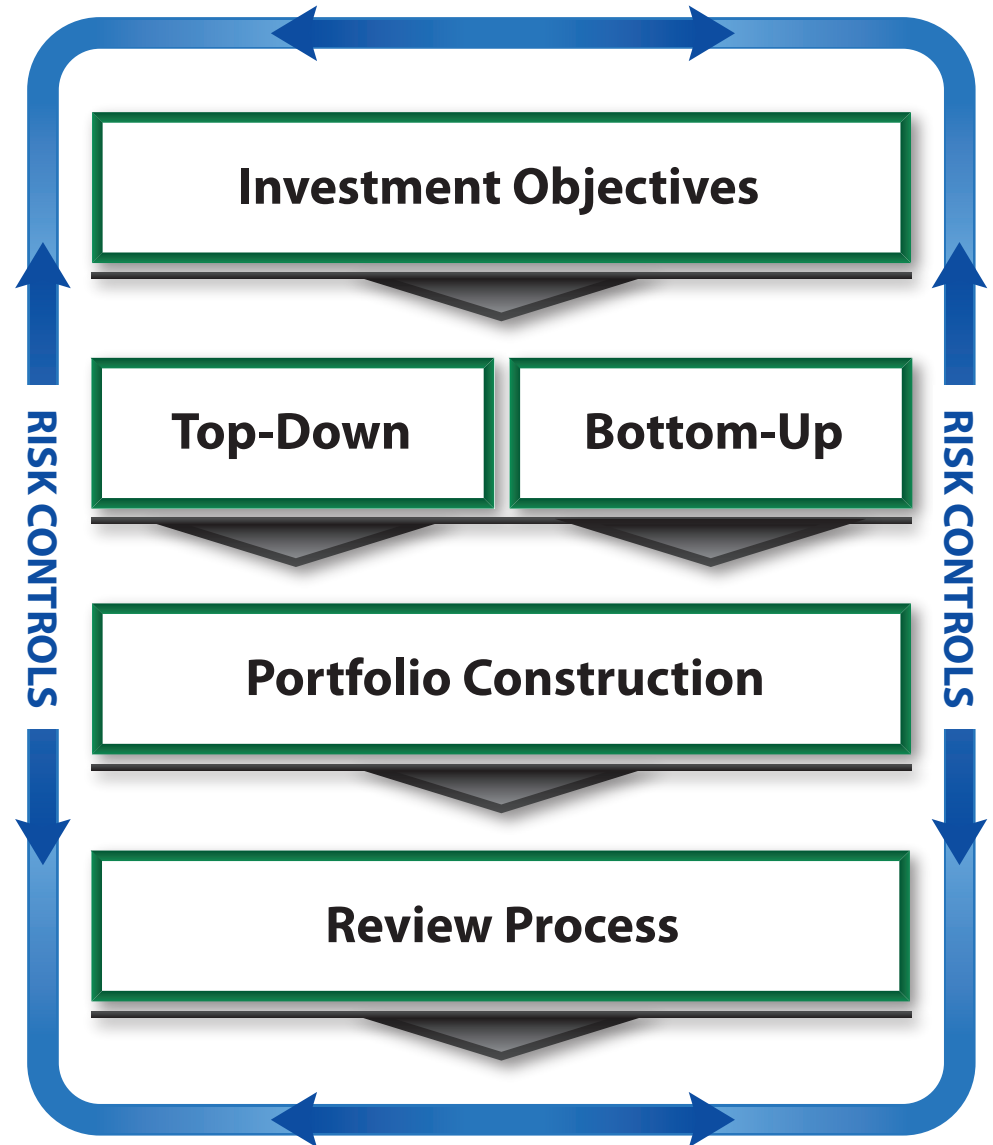 Investment Objectives
Top-Down
Bottom-Up
RISK CONTROLS
RISK CONTROLS
Portfolio Construction
Review Process